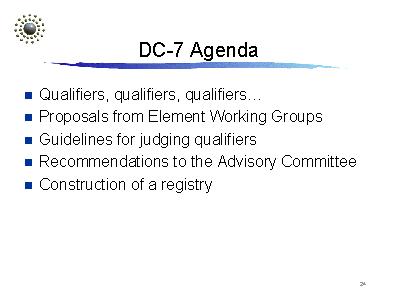 DC-7 Agenda
Qualifiers, qualifiers, qualifiers…
Proposals from Element Working Groups
Guidelines for judging qualifiers
Recommendations to the Advisory Committee
Construction of a registry
24